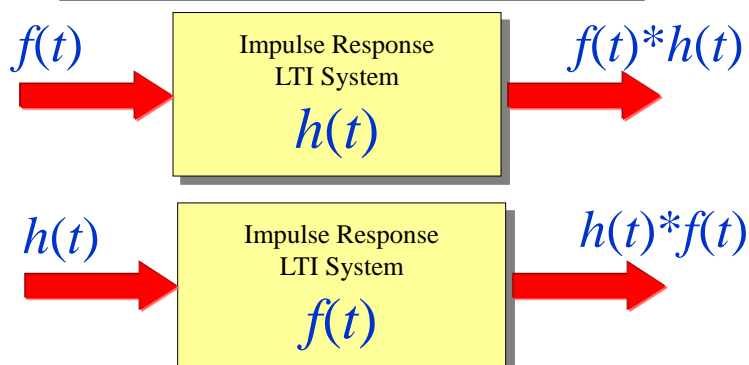 f(t)
Impulse Response
LTI System
h(t)
f(t)*h(t)
h(t)
Impulse Response
LTI System
f(t)
h(t)*f(t)